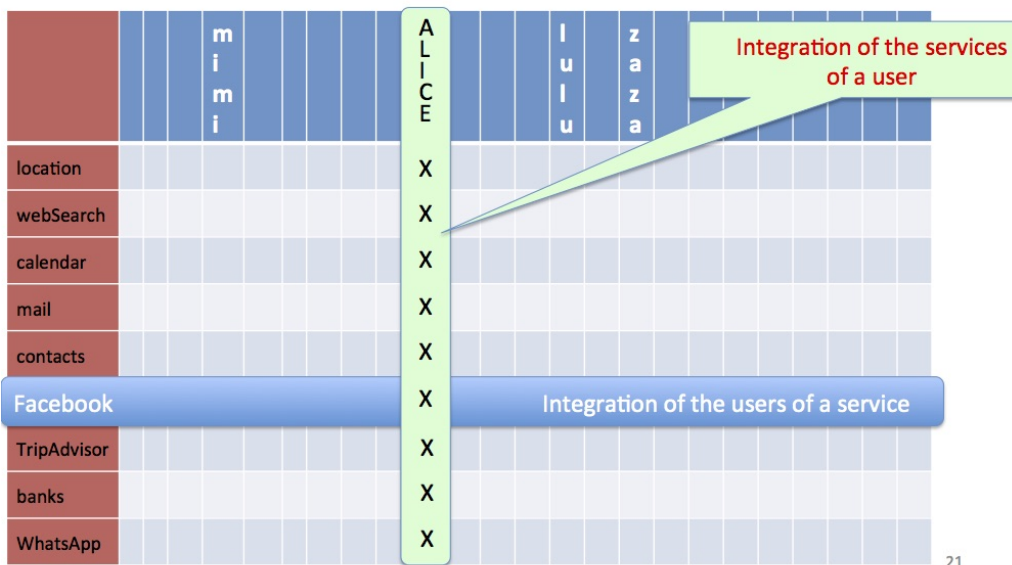 mimi
ALICE
lulu
zaza
Integration of the services
of a user
location X
webSearch X
calendar X
mail X
contacts X
Facebook X Integration of the users of a service
TripAdvisor X
banks X
WhatsApp X
21